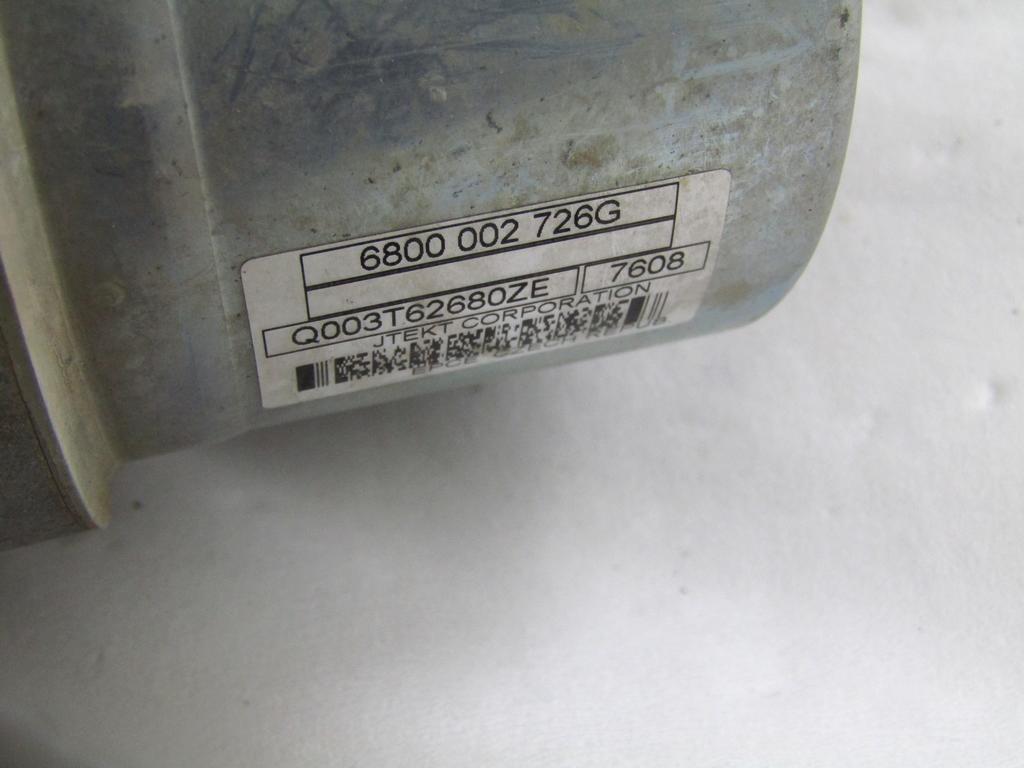 6800 002 726G
Q003T62680ZE 7608
JTEKT CORPORATION